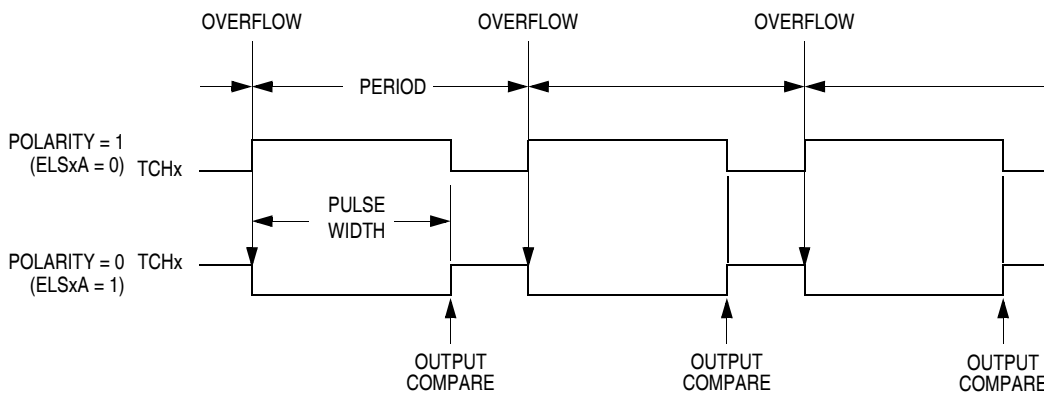 OVERFLOW OVERFLOW OVERFLOW
PERIOD
POLARITY = 1
(ELSxA = 0) TCHx
PULSE
WIDTH
POLARITY = 0 TCHx
(ELSxA = 1)
OUTPUT
COMPARE
OUTPUT
COMPARE
OUTPUT
COMPARE